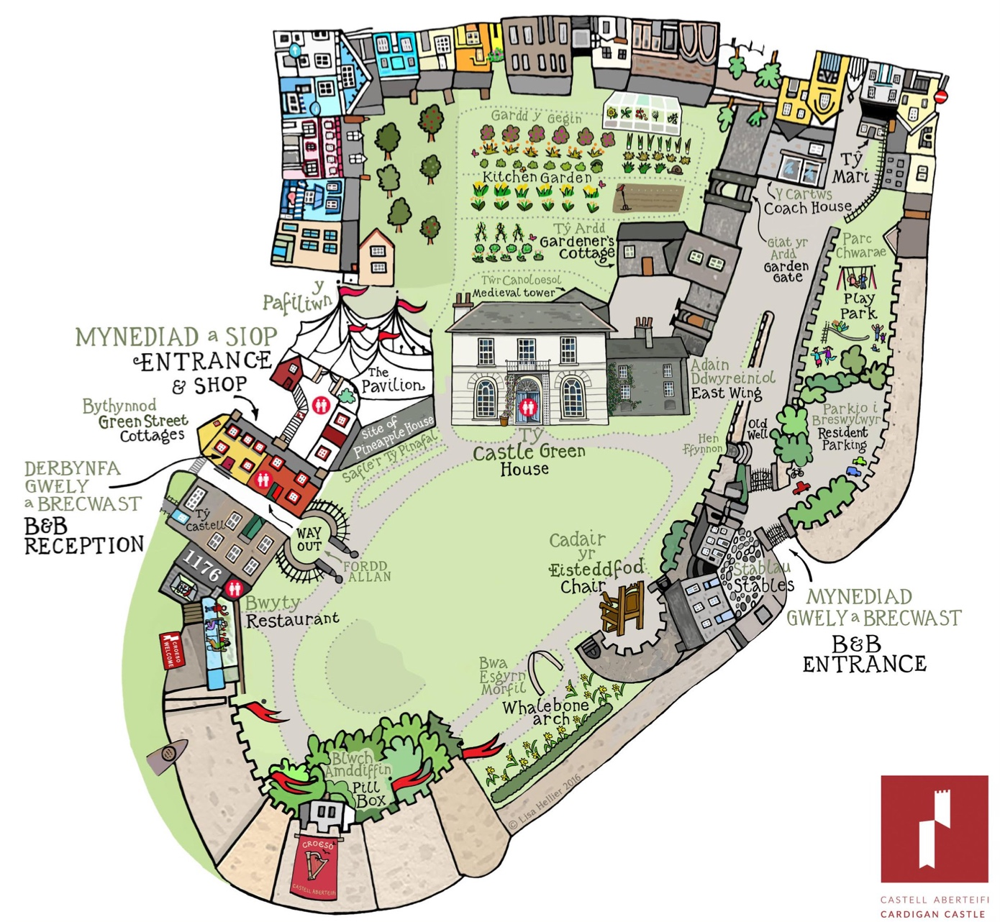 Gardd y Gegin
Kitchen Garden
Tŷ Mari
Y Cartws
Coach House
Tŷ Ardd
Gardener's
Cottage
Giat yr
Ardd
Garden
Gate
Parc
Chwarae
Play
Park
Tŵr Canoloesol
Medieval tower
y
Pafiliwn
The
Pavilion
MYNEDIAD a SIOP
ENTRANCE
& SHOP
Bythynnod
Green Street
Cottages
Site of
Pineapple House
Safle'r Tŷ Pinafal
Adain
Ddwyreiniol
East Wing
Old
Well
Hen
Ffynnon
Parkio i
Breswylwyr
Resident
Parking
Tŷ
Castle Green
House
DERBYNFA
GWELY
a BRECWAST
B&B
RECEPTION
Tŷ
Castell
WAY
OUT
FFORDD
ALLAN
1176
Bwyty
Restaurant
CROESO
WELCOME
Cadair
yr
Eisteddfod
Chair
Stablau
Stables
MYNEDIAD
GWELY a BRECWAST
B&B
ENTRANCE
Bwa
Esgyrn
Morfil
Whalebone
arch
Blwch
Amddiffin
Pill
Box
© Lisa Hellier 2016
CROESO
CASTELL ABERTEIFI
CASTELL ABERTEIFI
CARDIGAN CASTLE